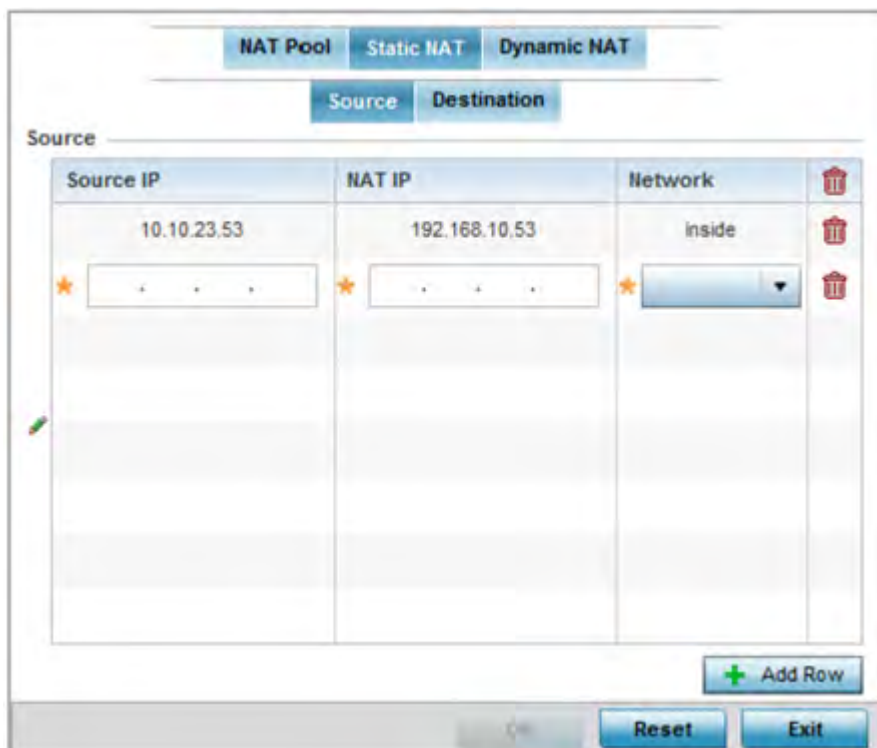 NAT Pool Static NAT Dynamic NAT
Source Destination
Source
Source IP NAT IP Network
10.10.23.53 192.168.10.53 inside
. . . . . .
Add Row
Reset Exit